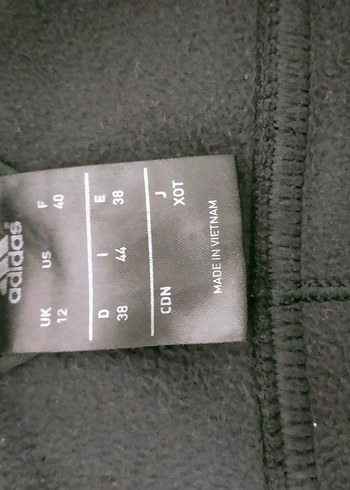 adidas
UK US F
12 40
D I E
38 44 38
CDN J
XOT
MADE IN VIETNAM